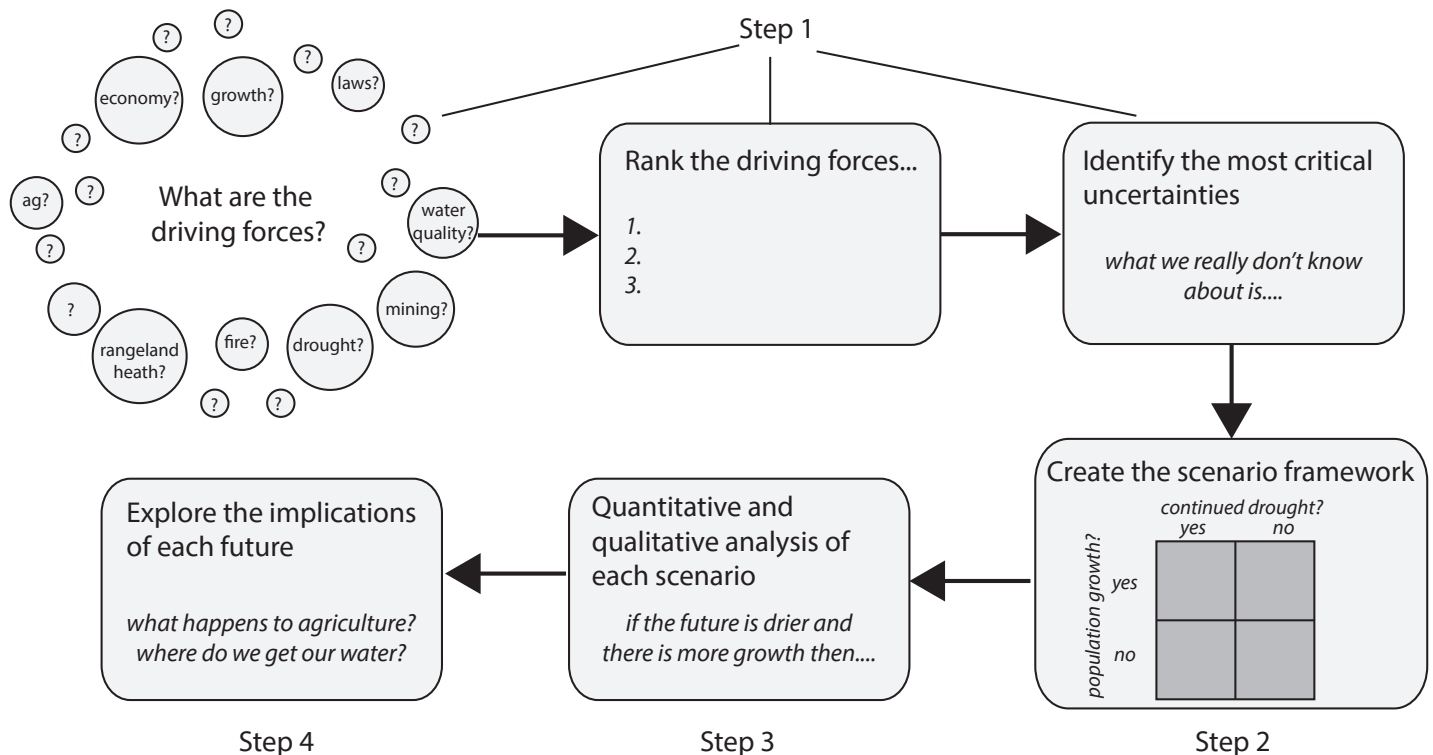 Step 1
?
?
?
economy?
growth?
laws?
?
?
ag?
?
?
What are the
driving forces?
?
water
quality?
?
?
mining?
?
rangeland
heath?
fire?
drought?
?
?
Rank the driving forces...
1.
2.
3.
Identify the most critical
uncertainties
what we really don't know
about is....
Create the scenario framework
continued drought?
yes no
population growth?
yes
no
Step 2
Quantitative and
qualitative analysis of
each scenario
if the future is drier and
there is more growth then....
Step 3
Explore the implications
of each future
what happens to agriculture?
where do we get our water?
Step 4